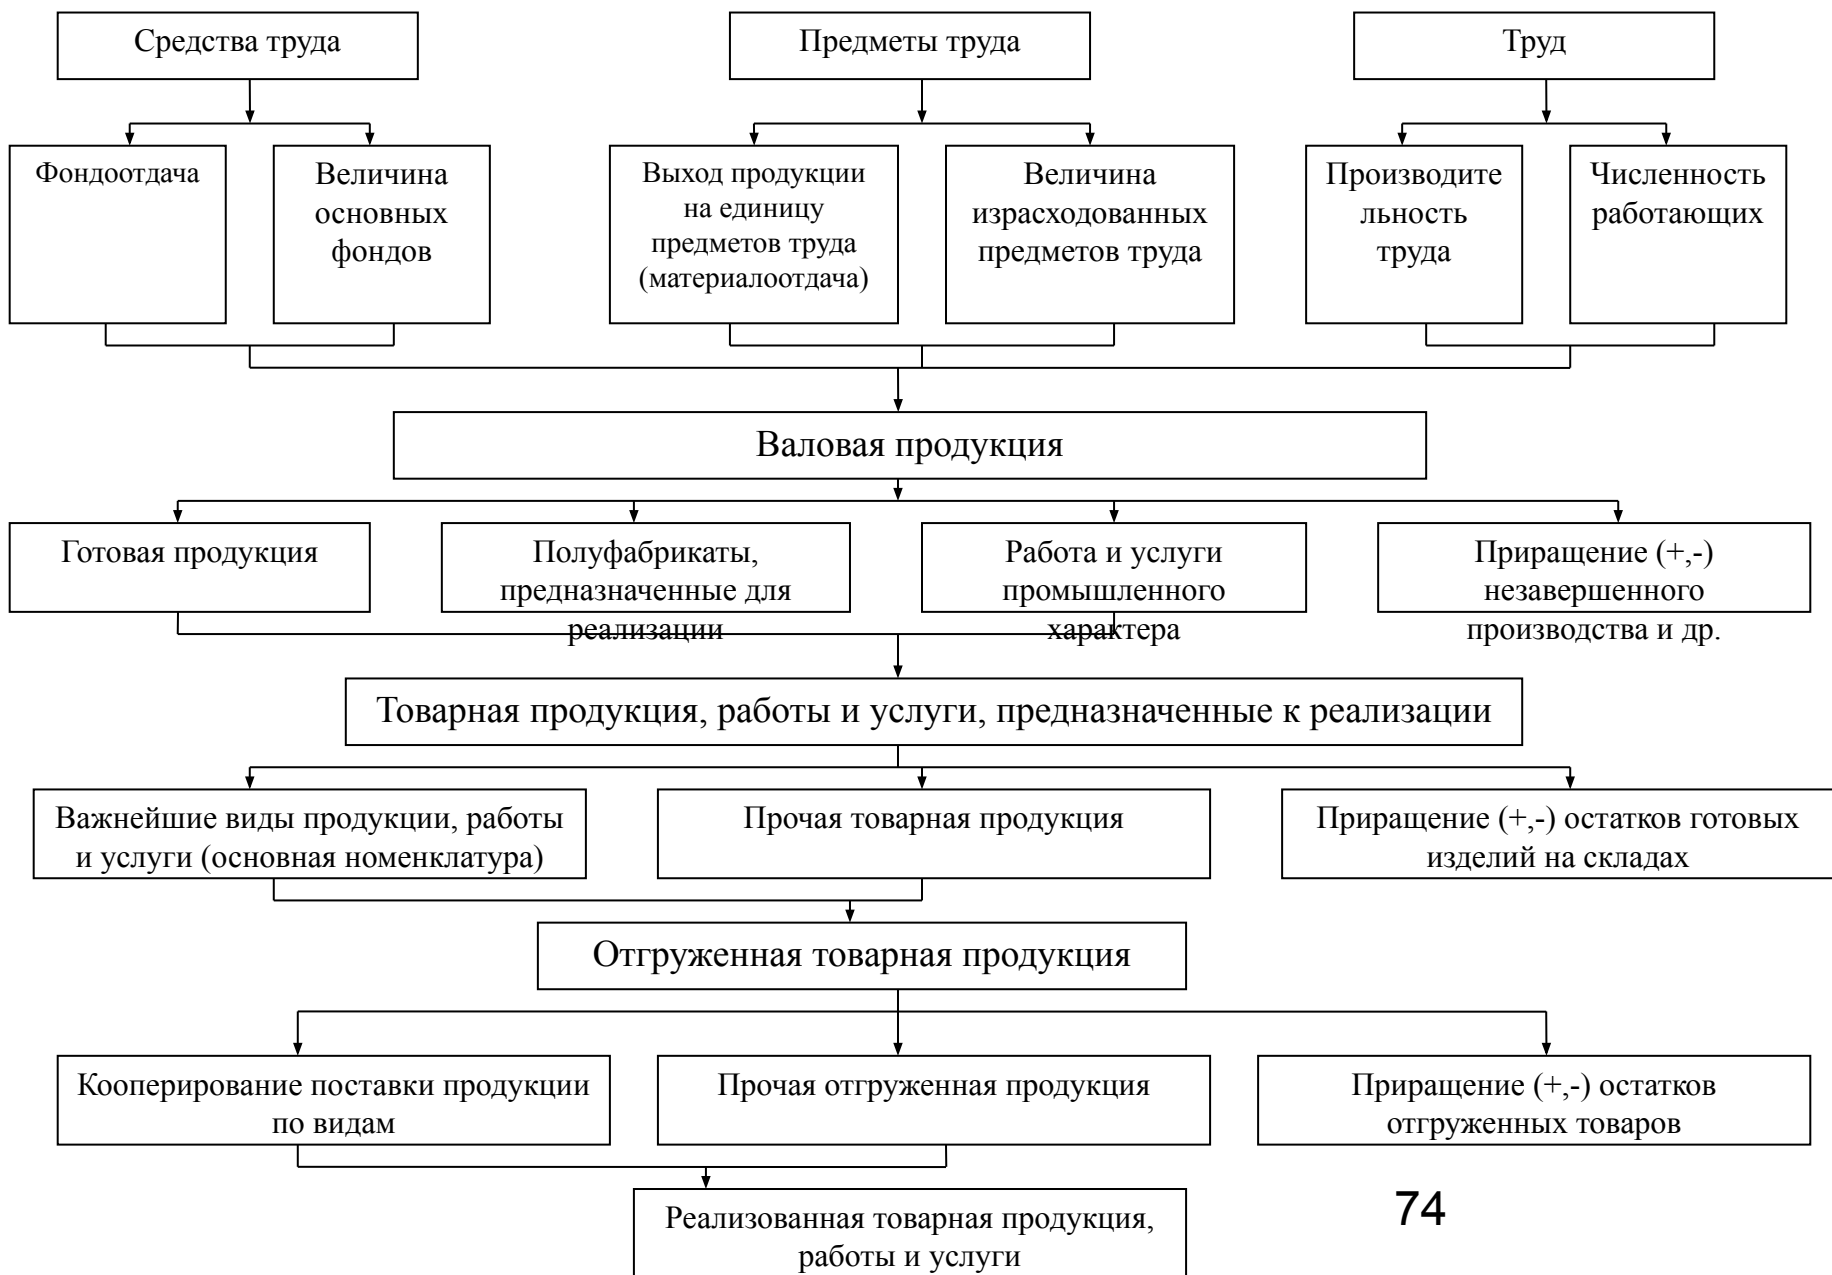 Средства труда
Предметы труда
Труд
Фондоотдача
Величина
основных
фондов
Выход продукции
на единицу
предметов труда
(материалоотдача)
Величина
израсходованных
предметов труда
Производите
льность
труда
Численность
работающих
Валовая продукция
Готовая продукция
Полуфабрикаты,
предназначенные для
реализации
Работа и услуги
промышленного
характера
Приращение (+,-)
незавершенного
производства и др.
Товарная продукция, работы и услуги, предназначенные к реализации
Важнейшие виды продукции, работы
и услуги (основная номенклатура)
Прочая товарная продукция
Приращение (+,-) остатков готовых
изделий на складах
Отгруженная товарная продукция
Кооперирование поставки продукции
по видам
Прочая отгруженная продукция
Приращение (+,-) остатков
отгруженных товаров
Реализованная товарная продукция,
работы и услуги
74